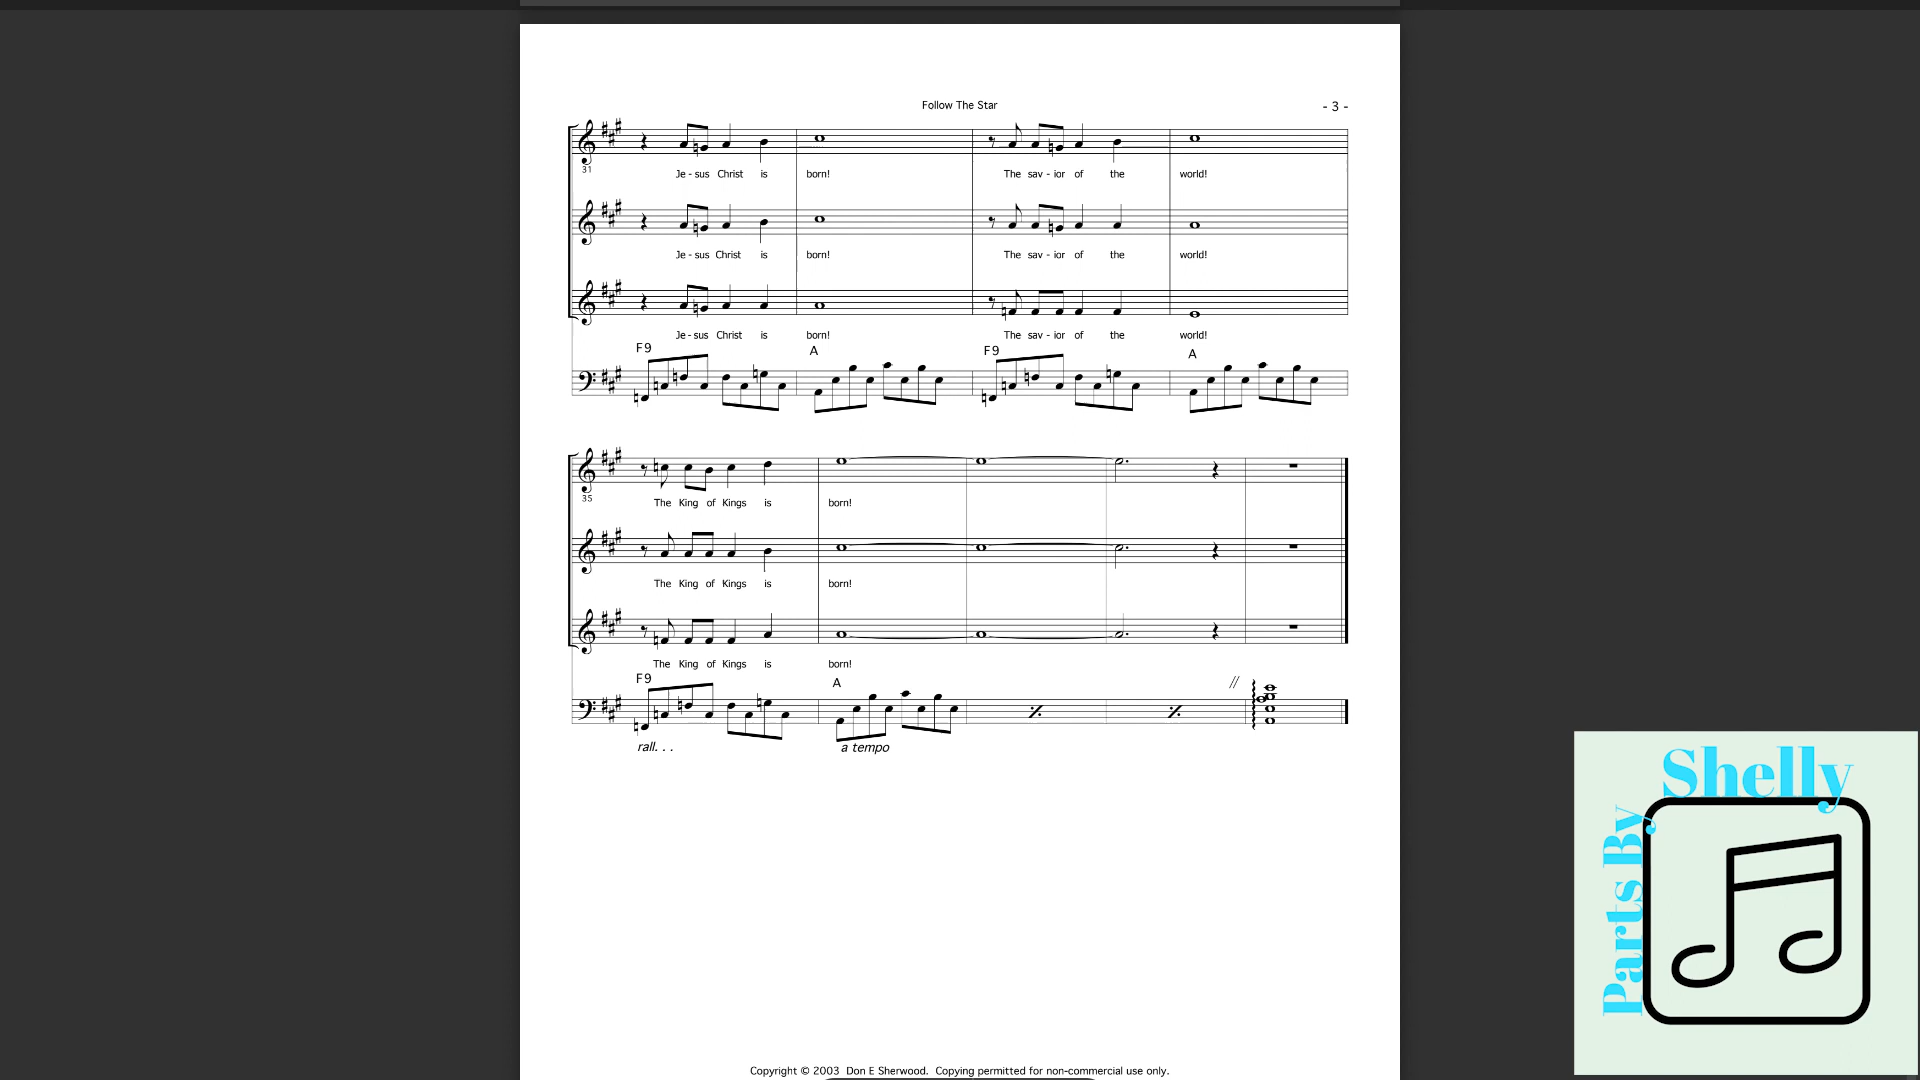 Follow The Star
- 3 -
31
Je - sus Christ is born! The sav - ior of the world!
Je - sus Christ is born! The sav - ior of the world!
Je - sus Christ is born! The sav - ior of the world!
F9 A F9 A
35
The King of Kings is born!
The King of Kings is born!
The King of Kings is born!
F9 A //
rall. . . a tempo
Shelly
Parts By
Copyright © 2003 Don E Sherwood. Copying permitted for non-commercial use only.